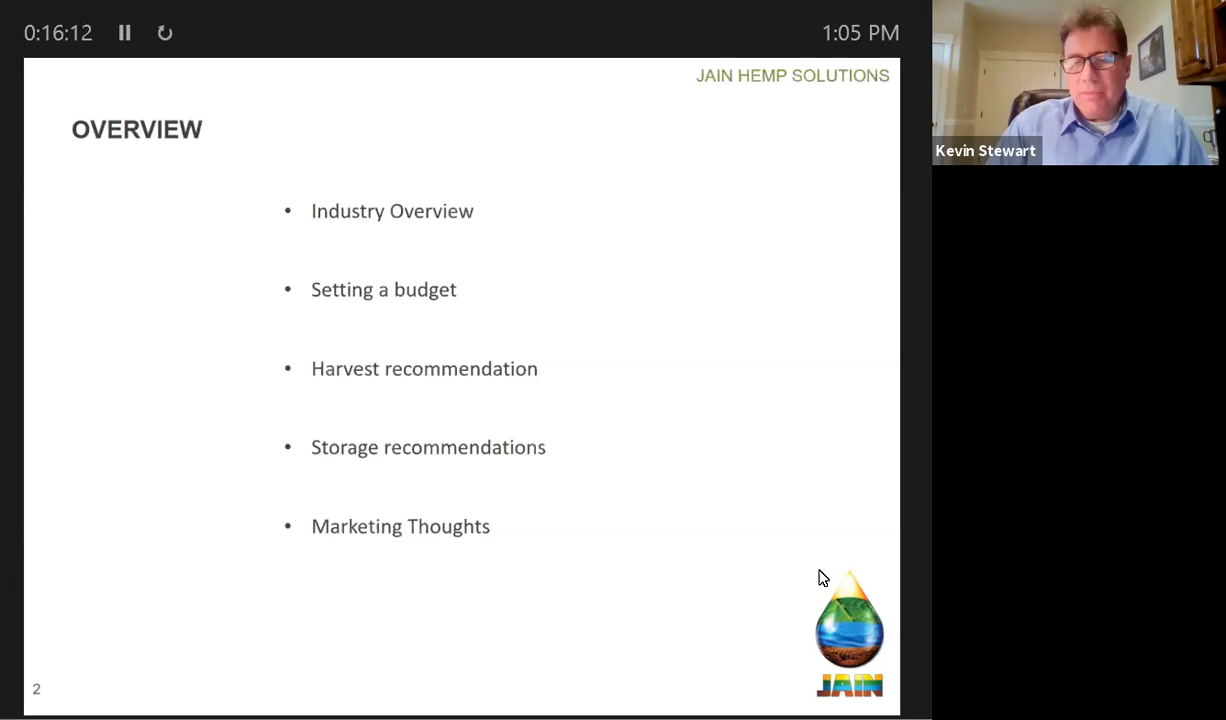 0:16:12
1:05 PM
JAIN HEMP SOLUTIONS
OVERVIEW
• Industry Overview
• Setting a budget
• Harvest recommendation
• Storage recommendations
• Marketing Thoughts
JAIN
2
Kevin Stewart